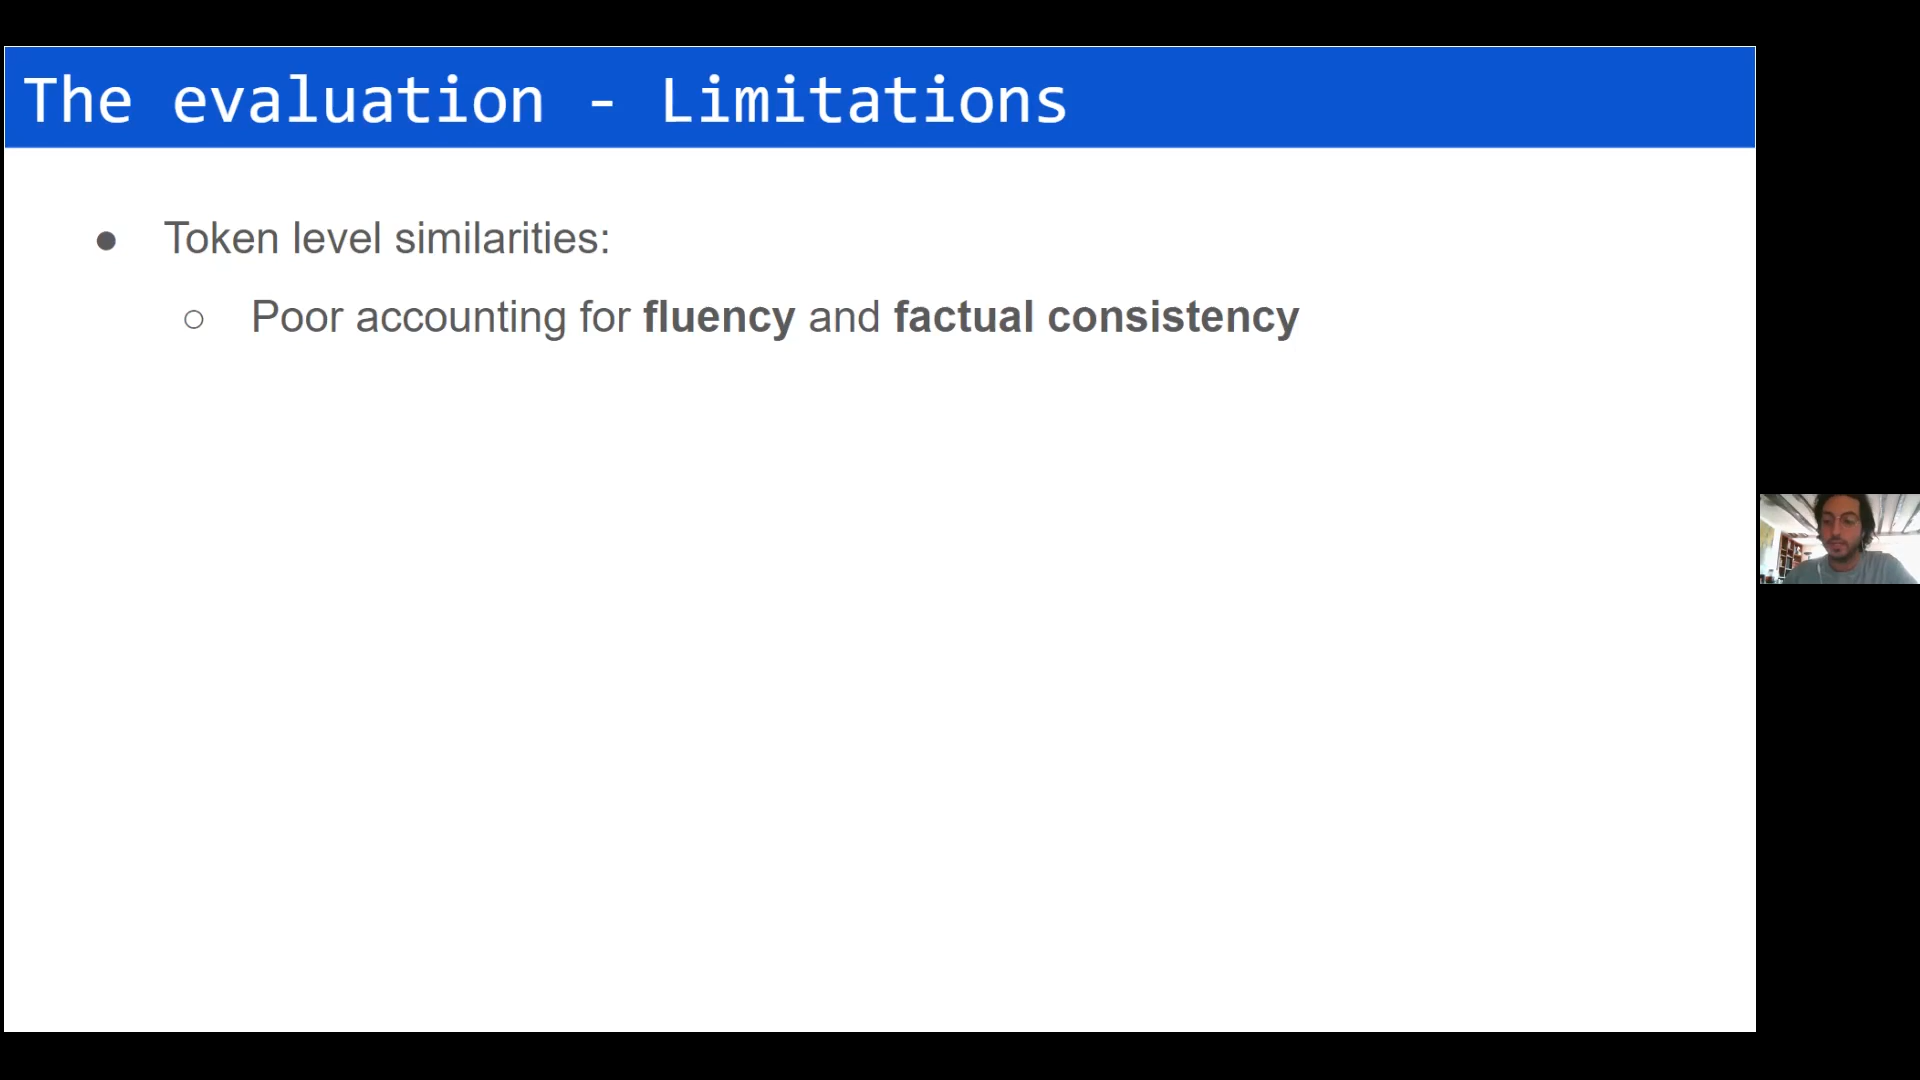 The evaluation - Limitations
● Token level similarities:
○ Poor accounting for fluency and factual consistency